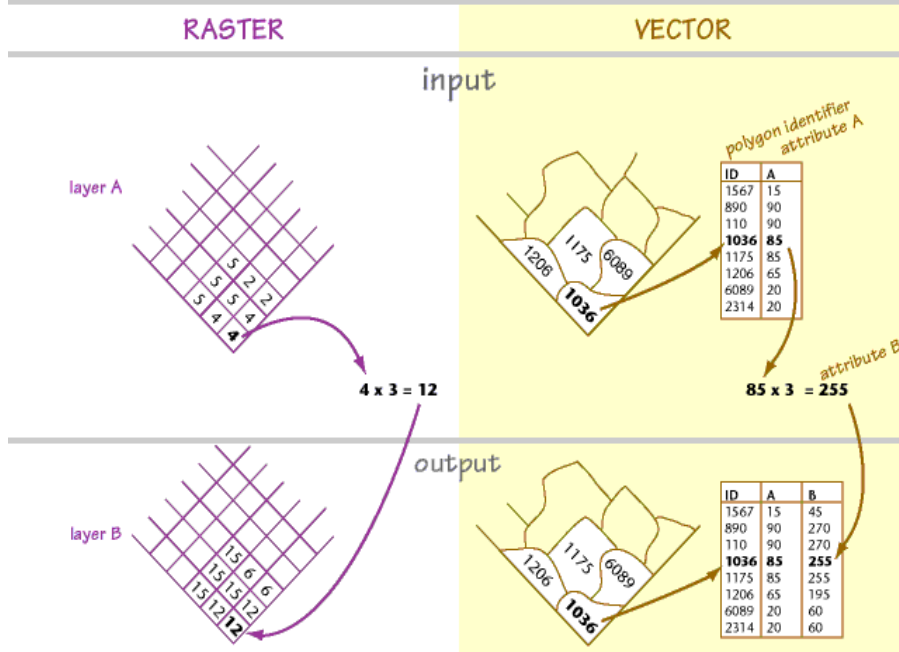 RASTER
VECTOR
input
layer A
5
5 2
5 5 2
4 4
4
4 x 3 = 12
1206
1175
6089
1036
polygon identifier
attribute A
ID A
1567 15
890 90
110 90
1036 85
1175 85
1206 65
6089 20
2314 20
attribute B
85 x 3 = 255
output
layer B
15
15 6
15 15 6
12 12
12
1206
1175
6089
1036
ID A B
1567 15 45
890 90 270
110 90 270
1036 85 255
1175 85 255
1206 65 195
6089 20 60
2314 20 60